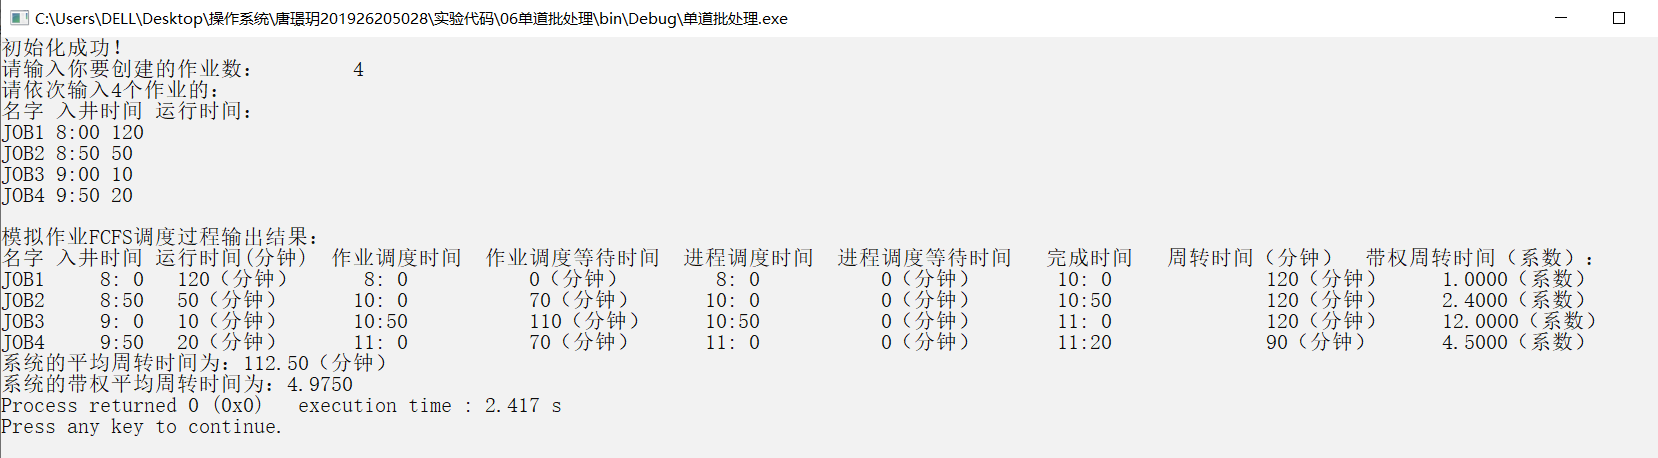 C:\Users\DELL\Desktop\操作系统\唐璟玥201926205028\实验代码\06单道批处理\bin\Debug\单道批处理.exe
初始化成功!
请输入你要创建的作业数: 4
请依次输入4个作业的:
名字 入井时间 运行时间:
JOB1 8:00 120
JOB2 8:50 50
JOB3 9:00 10
JOB4 9:50 20
模拟作业FCFS调度过程输出结果:
名字 入井时间 运行时间(分钟) 作业调度时间 作业调度等待时间 进程调度时间 进程调度等待时间 完成时间 周转时间（分钟） 带权周转时间（系数）:
JOB1 8: 0 120（分钟） 8: 0 0（分钟） 8: 0 0（分钟） 10: 0 120（分钟） 1.0000（系数）
JOB2 8:50 50（分钟） 10: 0 70（分钟） 10: 0 0（分钟） 10:50 120（分钟） 2.4000（系数）
JOB3 9: 0 10（分钟） 10:50 110（分钟） 10:50 0（分钟） 11: 0 120（分钟） 12.0000（系数）
JOB4 9:50 20（分钟） 11: 0 70（分钟） 11: 0 0（分钟） 11:20 90（分钟） 4.5000（系数）
系统的平均周转时间为: 112.50（分钟）
系统的带权平均周转时间为: 4.9750
Process returned 0 (0x0) execution time : 2.417 s
Press any key to continue.